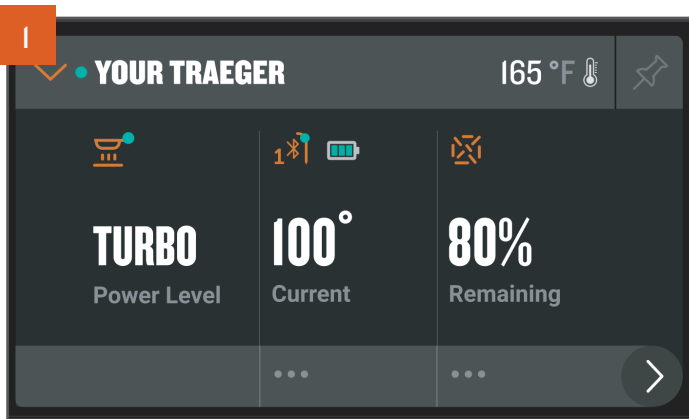 1
YOUR TRAEGER 165 °F
1
TURBO 100° 80%
Power Level Current Remaining